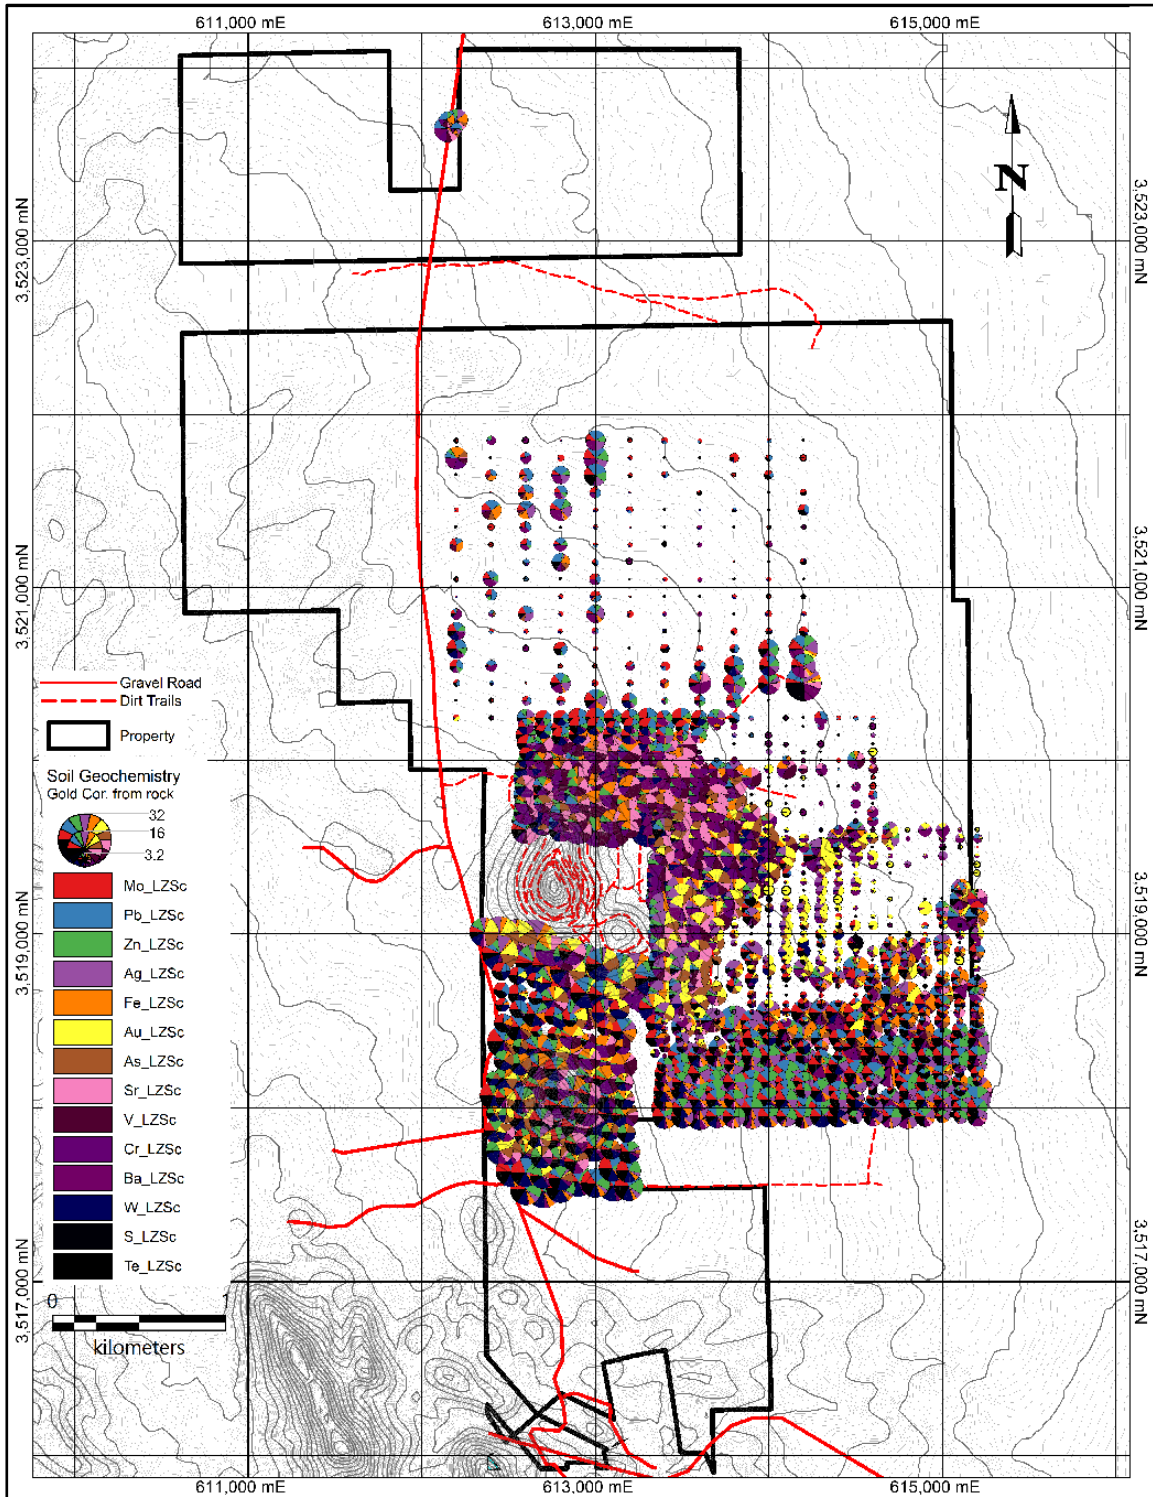 611,000 mE
613,000 mE
615,000 mE
N
3,523,000 mN
3,523,000 mN
3,521,000 mN
3,521,000 mN
Gravel Road
Dirt Trails
Property
Soil Geochemistry
Gold Cor. from rock
32
16
3.2
Mo_LZSc
Pb_LZSc
Zn_LZSc
Ag_LZSc
Fe_LZSc
Au_LZSc
As_LZSc
Sr_LZSc
V_LZSc
Cr_LZSc
Ba_LZSc
W_LZSc
S_LZSc
Te_LZSc
3,519,000 mN
3,519,000 mN
0 1
kilometers
3,517,000 mN
3,517,000 mN
611,000 mE
613,000 mE
615,000 mE